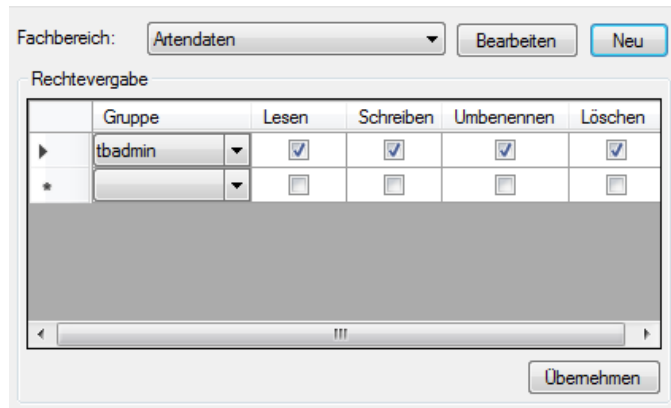 Fachbereich: Artendaten Bearbeiten Neu
Rechtevergabe
Gruppe Lesen Schreiben Umbenennen Löschen
tbadmin
*
Übernehmen